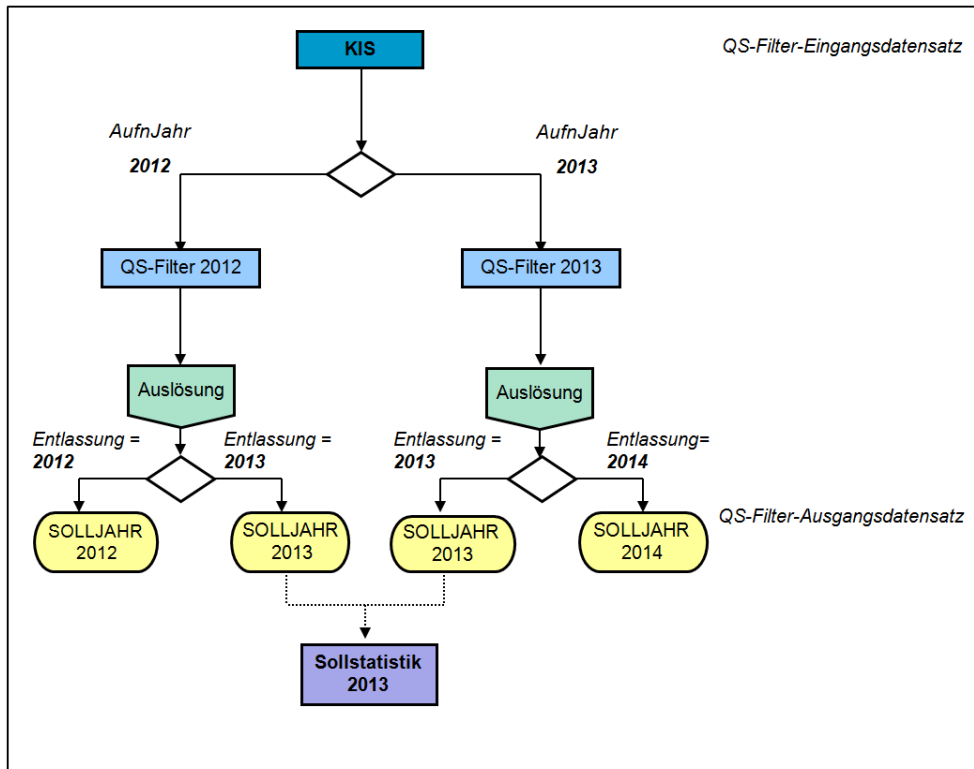 KIS
QS-Filter-Eingangsdatensatz
AufnJahr
2012
AufnJahr
2013
QS-Filter 2012
QS-Filter 2013
Auslösung
Auslösung
Entlassung =
2012
Entlassung =
2013
Entlassung =
2013
Entlassung=
2014
SOLLJAHR
2012
SOLLJAHR
2013
SOLLJAHR
2013
SOLLJAHR
2014
QS-Filter-Ausgangsdatensatz
Sollstatistik
2013